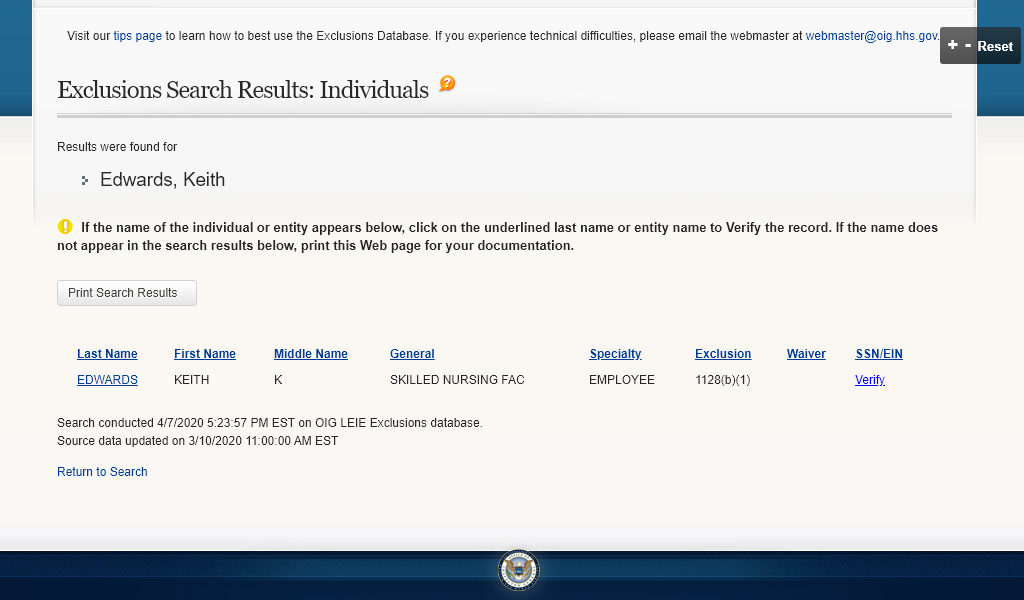 Visit our tips page to learn how to best use the Exclusions Database. If you experience technical difficulties, please email the webmaster at webmaster@oig.hhs.gov.
+ - Reset
Exclusions Search Results: Individuals
Results were found for
Edwards, Keith
If the name of the individual or entity appears below, click on the underlined last name or entity name to Verify the record. If the name does
not appear in the search results below, print this Web page for your documentation.
Print Search Results
Last Name First Name Middle Name General Specialty Exclusion Waiver SSN/EIN
EDWARDS KEITH K SKILLED NURSING FAC EMPLOYEE 1128(b)(1) Verify
Search conducted 4/7/2020 5:23:57 PM EST on OIG LEIE Exclusions database.
Source data updated on 3/10/2020 11:00:00 AM EST
Return to Search